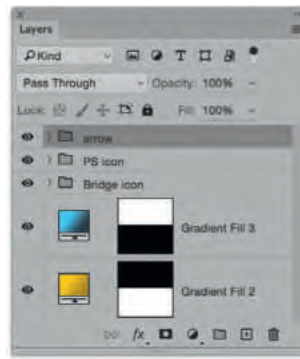 Layers
Kind
Pass Through Opacity: 100%
Lock: Fill: 100%
arrow
PS icon
Bridge icon
Gradient Fill 3
Gradient Fill 2
fx